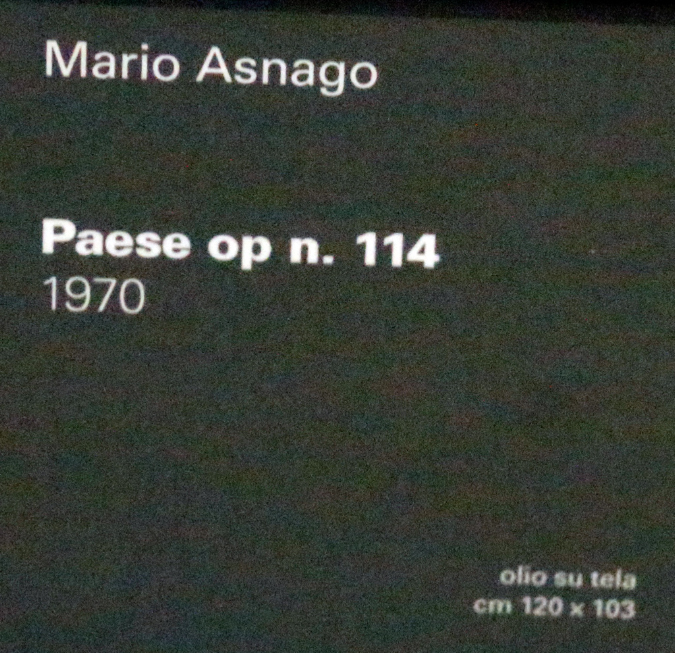 Mario Asnago
Paese op n. 114
1970
olio su tela
cm 120 x 103